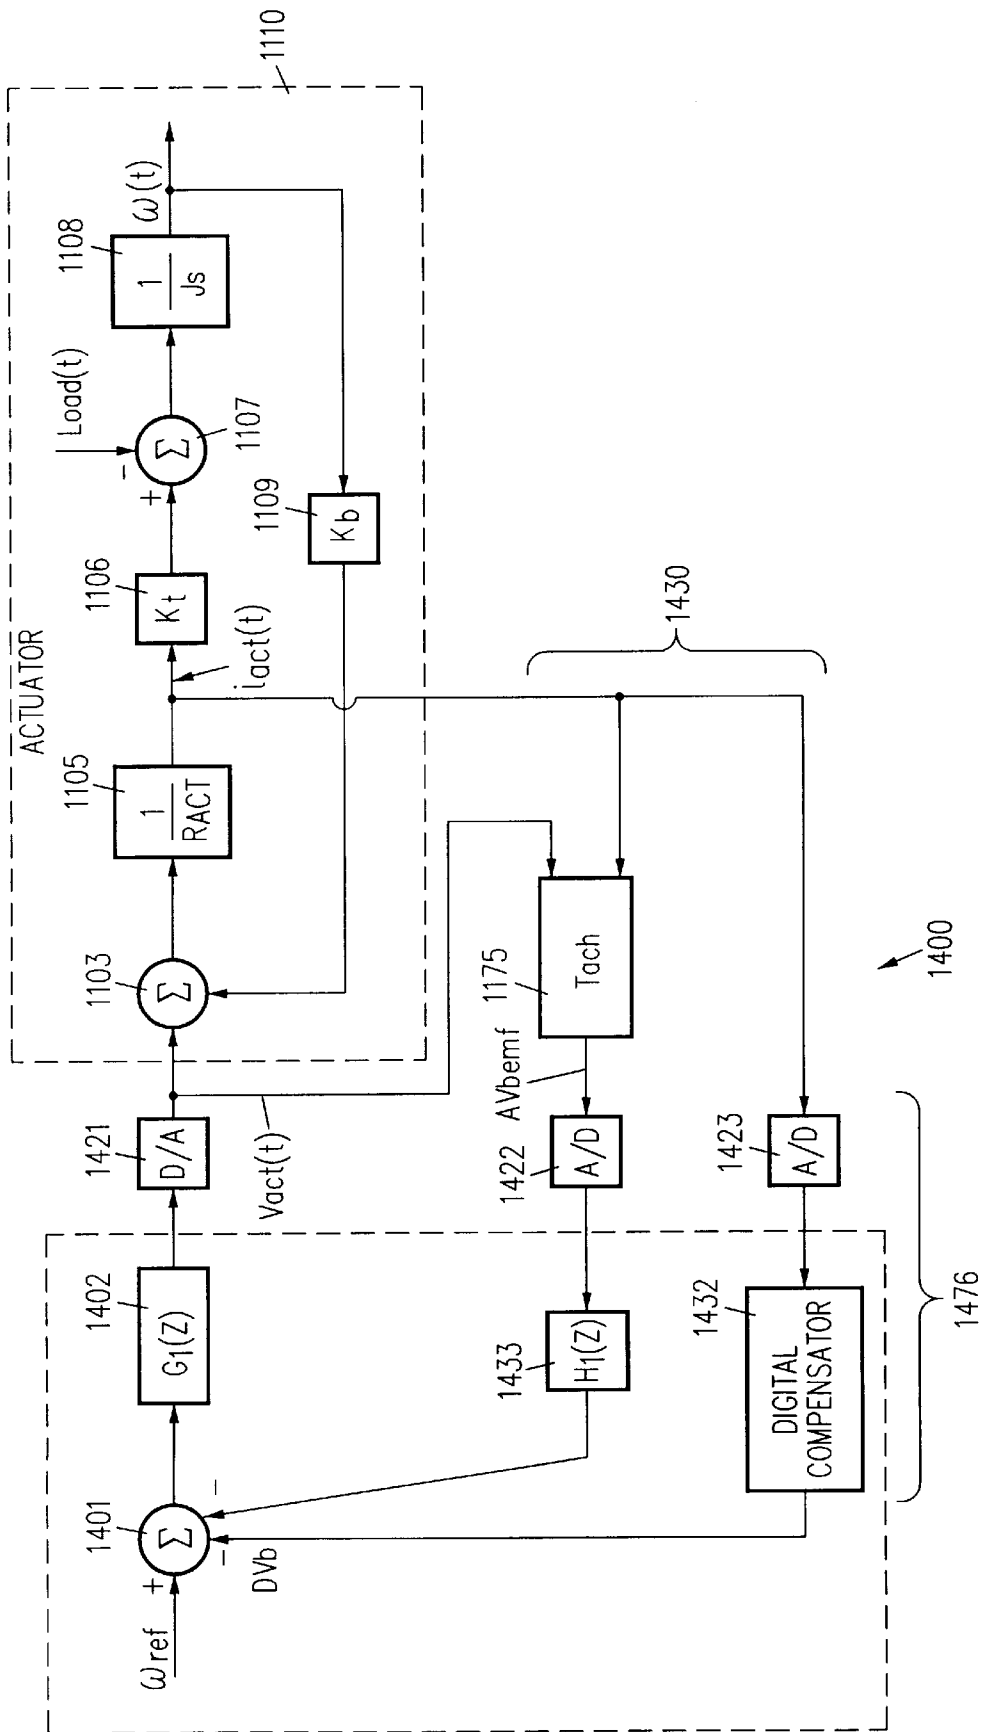 ACTUATOR
1110
1103
Σ
1105
1
RACT
iact(t)
1106
Kt
Load(t)
+
-
1107
Σ
1108
1
Js
ω(t)
1109
Kb
ωref
+
1401
Σ
-
-
DVb
1402
G1(Z)
1421
D/A
Vact(t)
1433
H1(Z)
1422
A/D
AVbemf
1175
Tach
1430
1432
DIGITAL
COMPENSATOR
1423
A/D
1476
1400